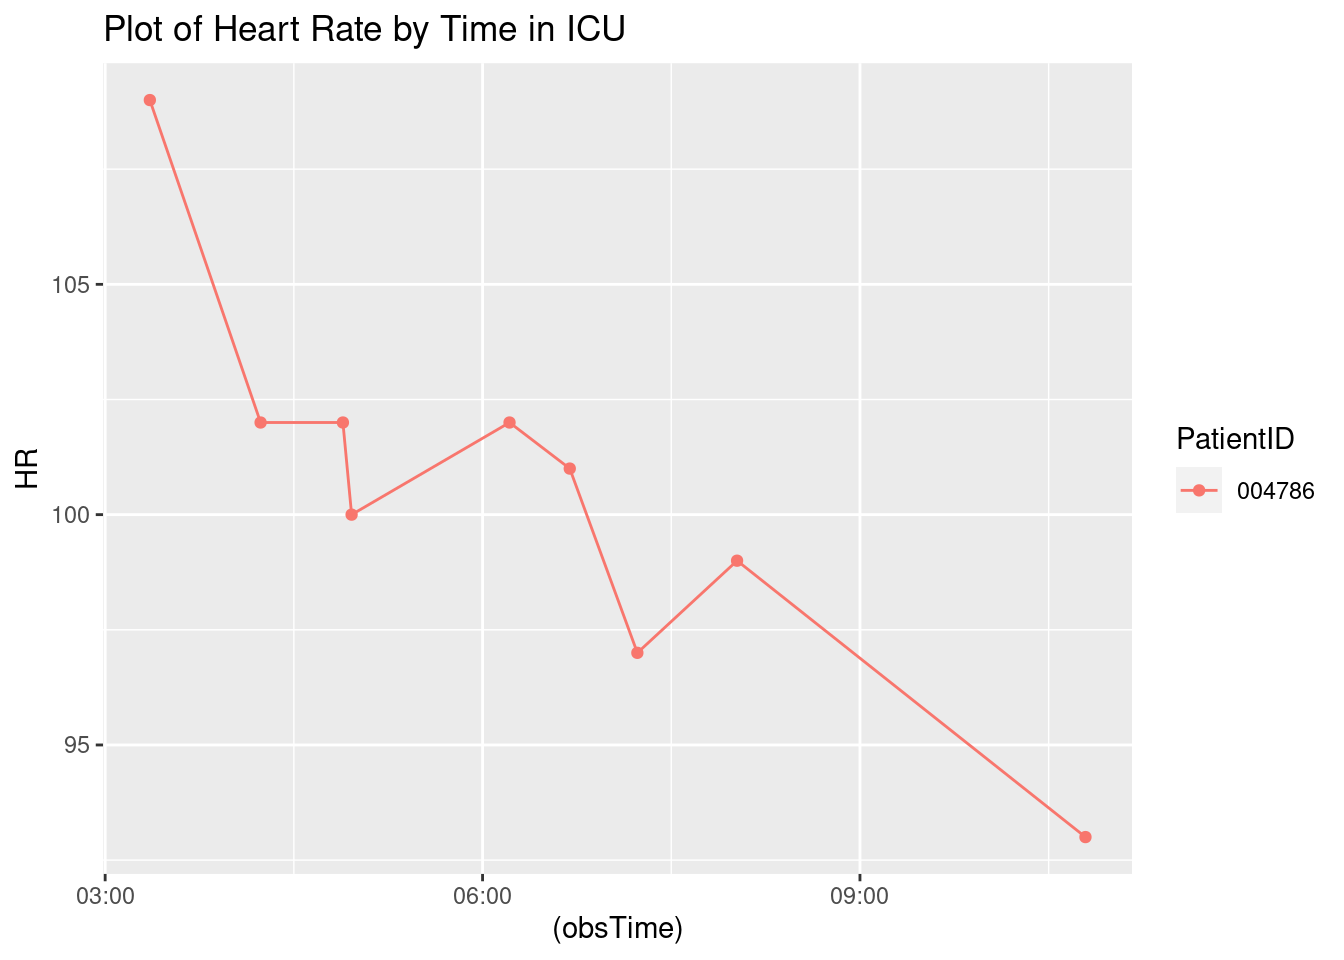 Plot of Heart Rate by Time in ICU
105
100
95
HR
03:00
06:00
09:00
(obsTime)
PatientID
004786